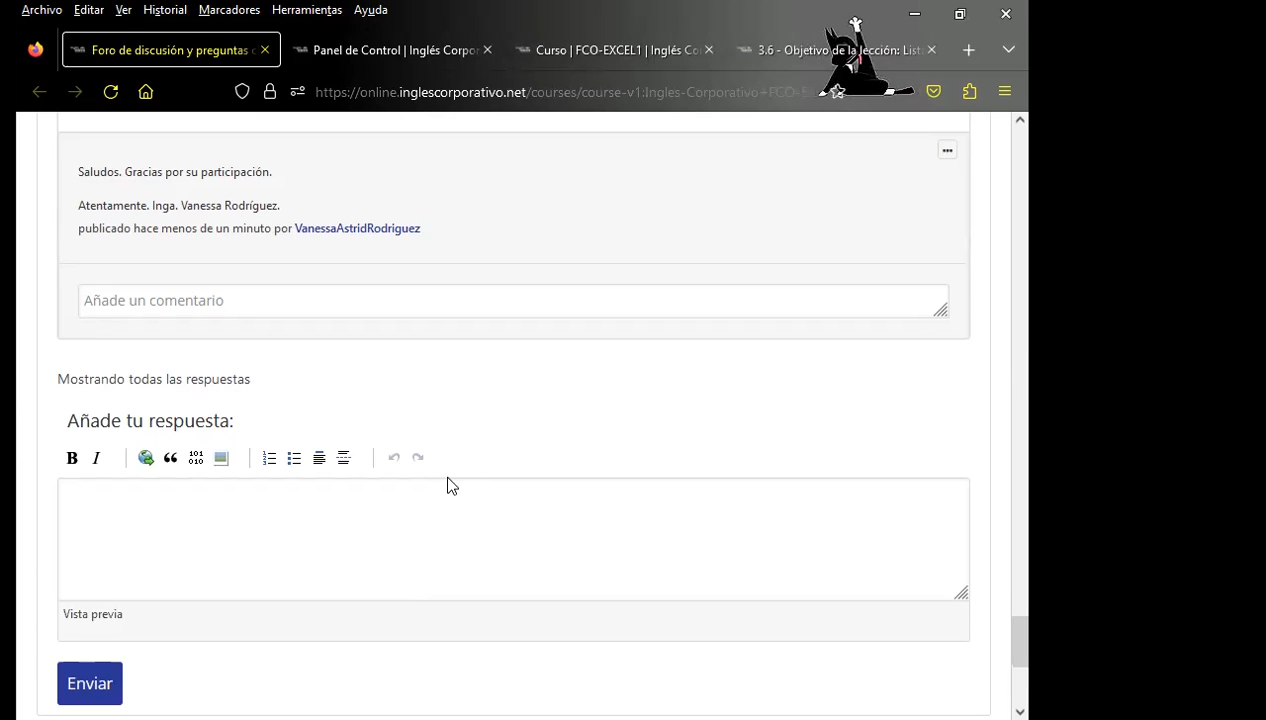 Archivo Editar Ver Historial Marcadores Herramientas Ayuda
Foro de discusión y preguntas
Panel de Control | Inglés Corpor
Curso | FCO-EXCEL1 | Inglés Co
3.6 - Objetivo de la lección: List
https://online.inglescorporativo.net/courses/course-v1:Ingles-Corporativo+FCO-E
Saludos. Gracias por su participación.
Atentamente. Inga. Vanessa Rodríguez.
publicado hace menos de un minuto por VanessaAstridRodriguez
Añade un comentario
Mostrando todas las respuestas
Añade tu respuesta:
B I 101 010
Vista previa
Enviar